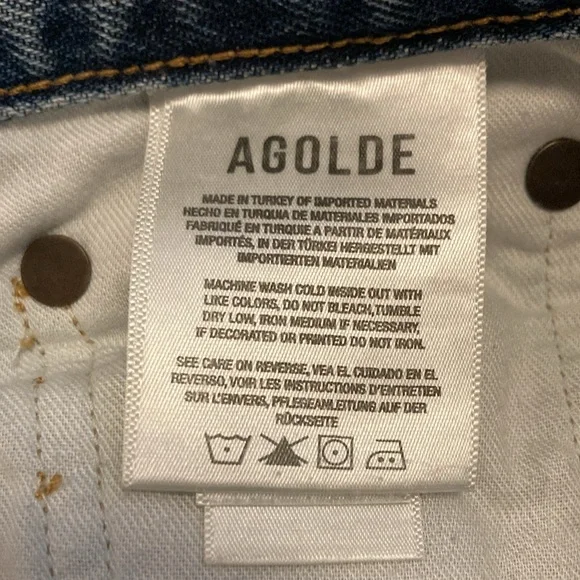 AGOLDE
MADE IN TURKEY OF IMPORTED MATERIALS
HECHO EN TURQUIA DE MATERIALES IMPORTADOS
FABRIQUÉ EN TURQUIE A PARTIR DE MATÉRIAUX
IMPORTÉS, IN DER TÜRKEI HERGESTELLT MIT
IMPORTIERTEN MATERIALIEN
MACHINE WASH COLD INSIDE OUT WITH
LIKE COLORS. DO NOT BLEACH,TUMBLE
DRY LOW, IRON MEDIUM IF NECESSARY.
IF DECORATED OR PRINTED DO NOT IRON.
SEE CARE ON REVERSE, VEA EL CUIDADO EN EL
REVERSO, VOIR LES INSTRUCTIONS D'ENTRETIEN
SUR L'ENVERS, PFLEGEANLEITUNG AUF DER
RÜCKSEITE